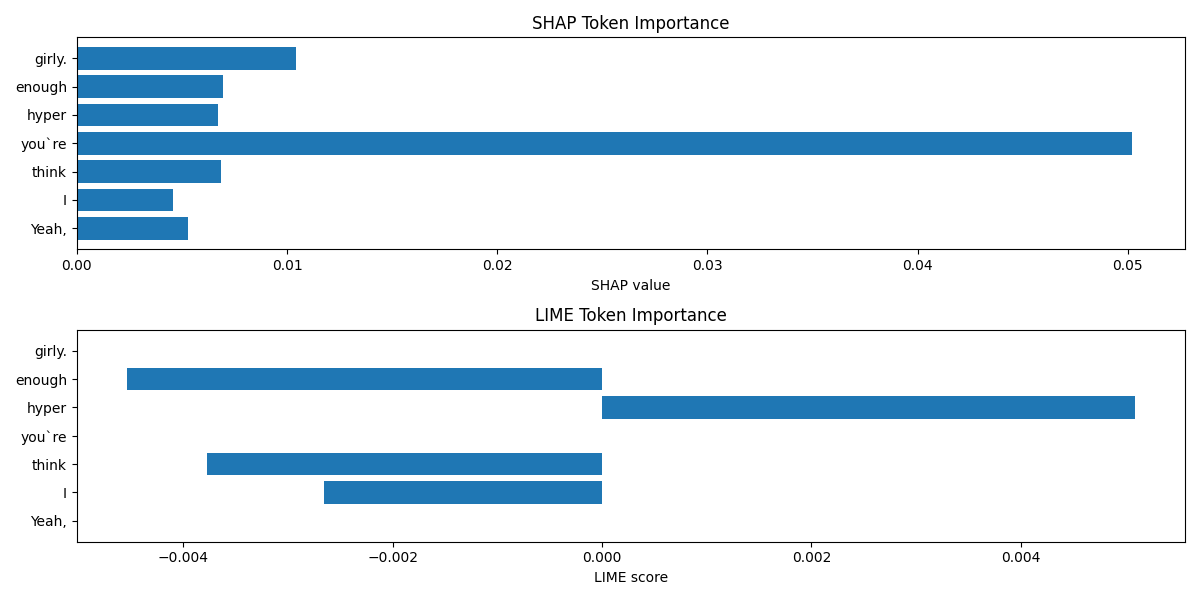 SHAP Token Importance
girly.
enough
hyper
you`re
think
I
Yeah,
0.00 0.01 0.02 0.03 0.04 0.05
SHAP value
LIME Token Importance
girly.
enough
hyper
you`re
think
I
Yeah,
−0.004 −0.002 0.000 0.002 0.004
LIME score